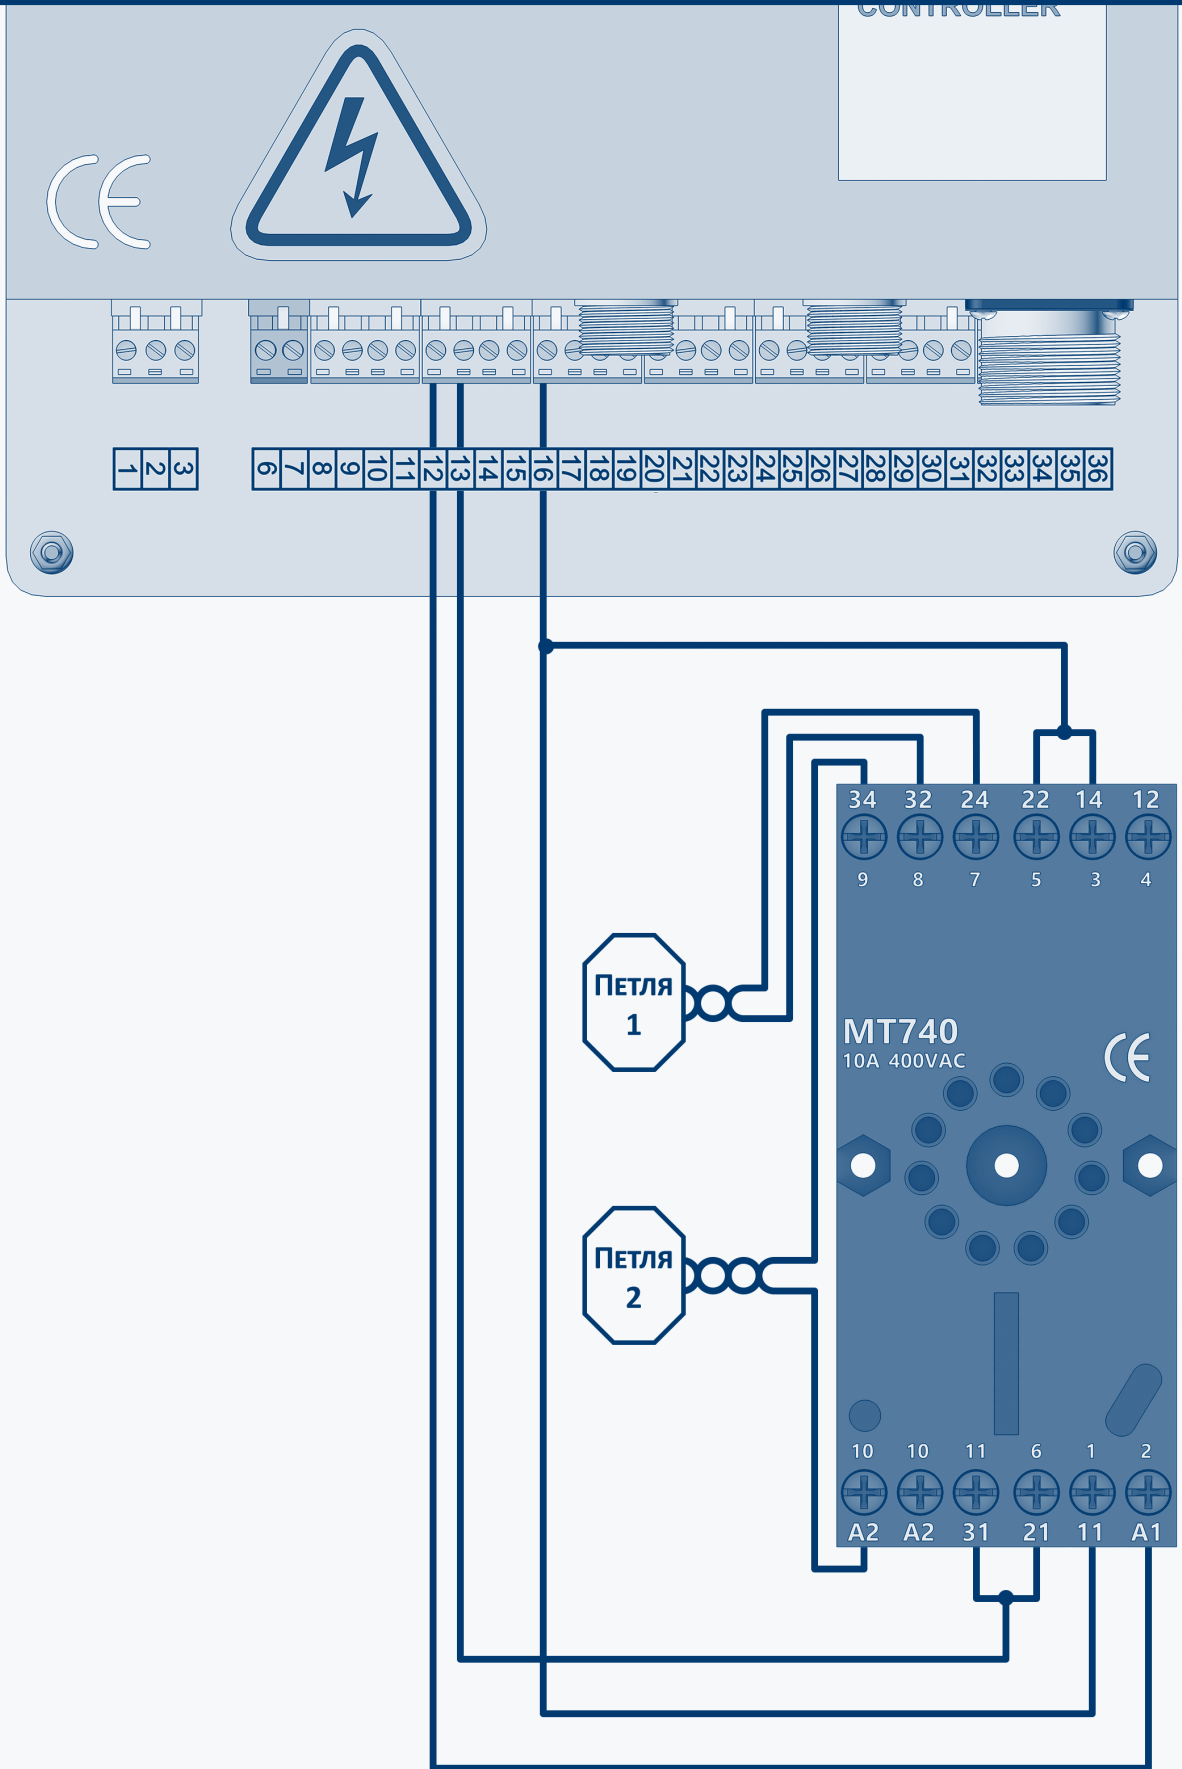 CONTROLLER
CE
1 2 3 6 7 8 9 10 11 12 13 14 15 16 17 18 19 20 21 22 23 24 25 26 27 28 29 30 31 32 33 34 35 36
34 32 24 22 14 12
9 8 7 5 3 4
Петля
1
MT740
10A 400VAC
CE
Петля
2
10 10 11 6 1 2
A2 A2 31 21 11 A1